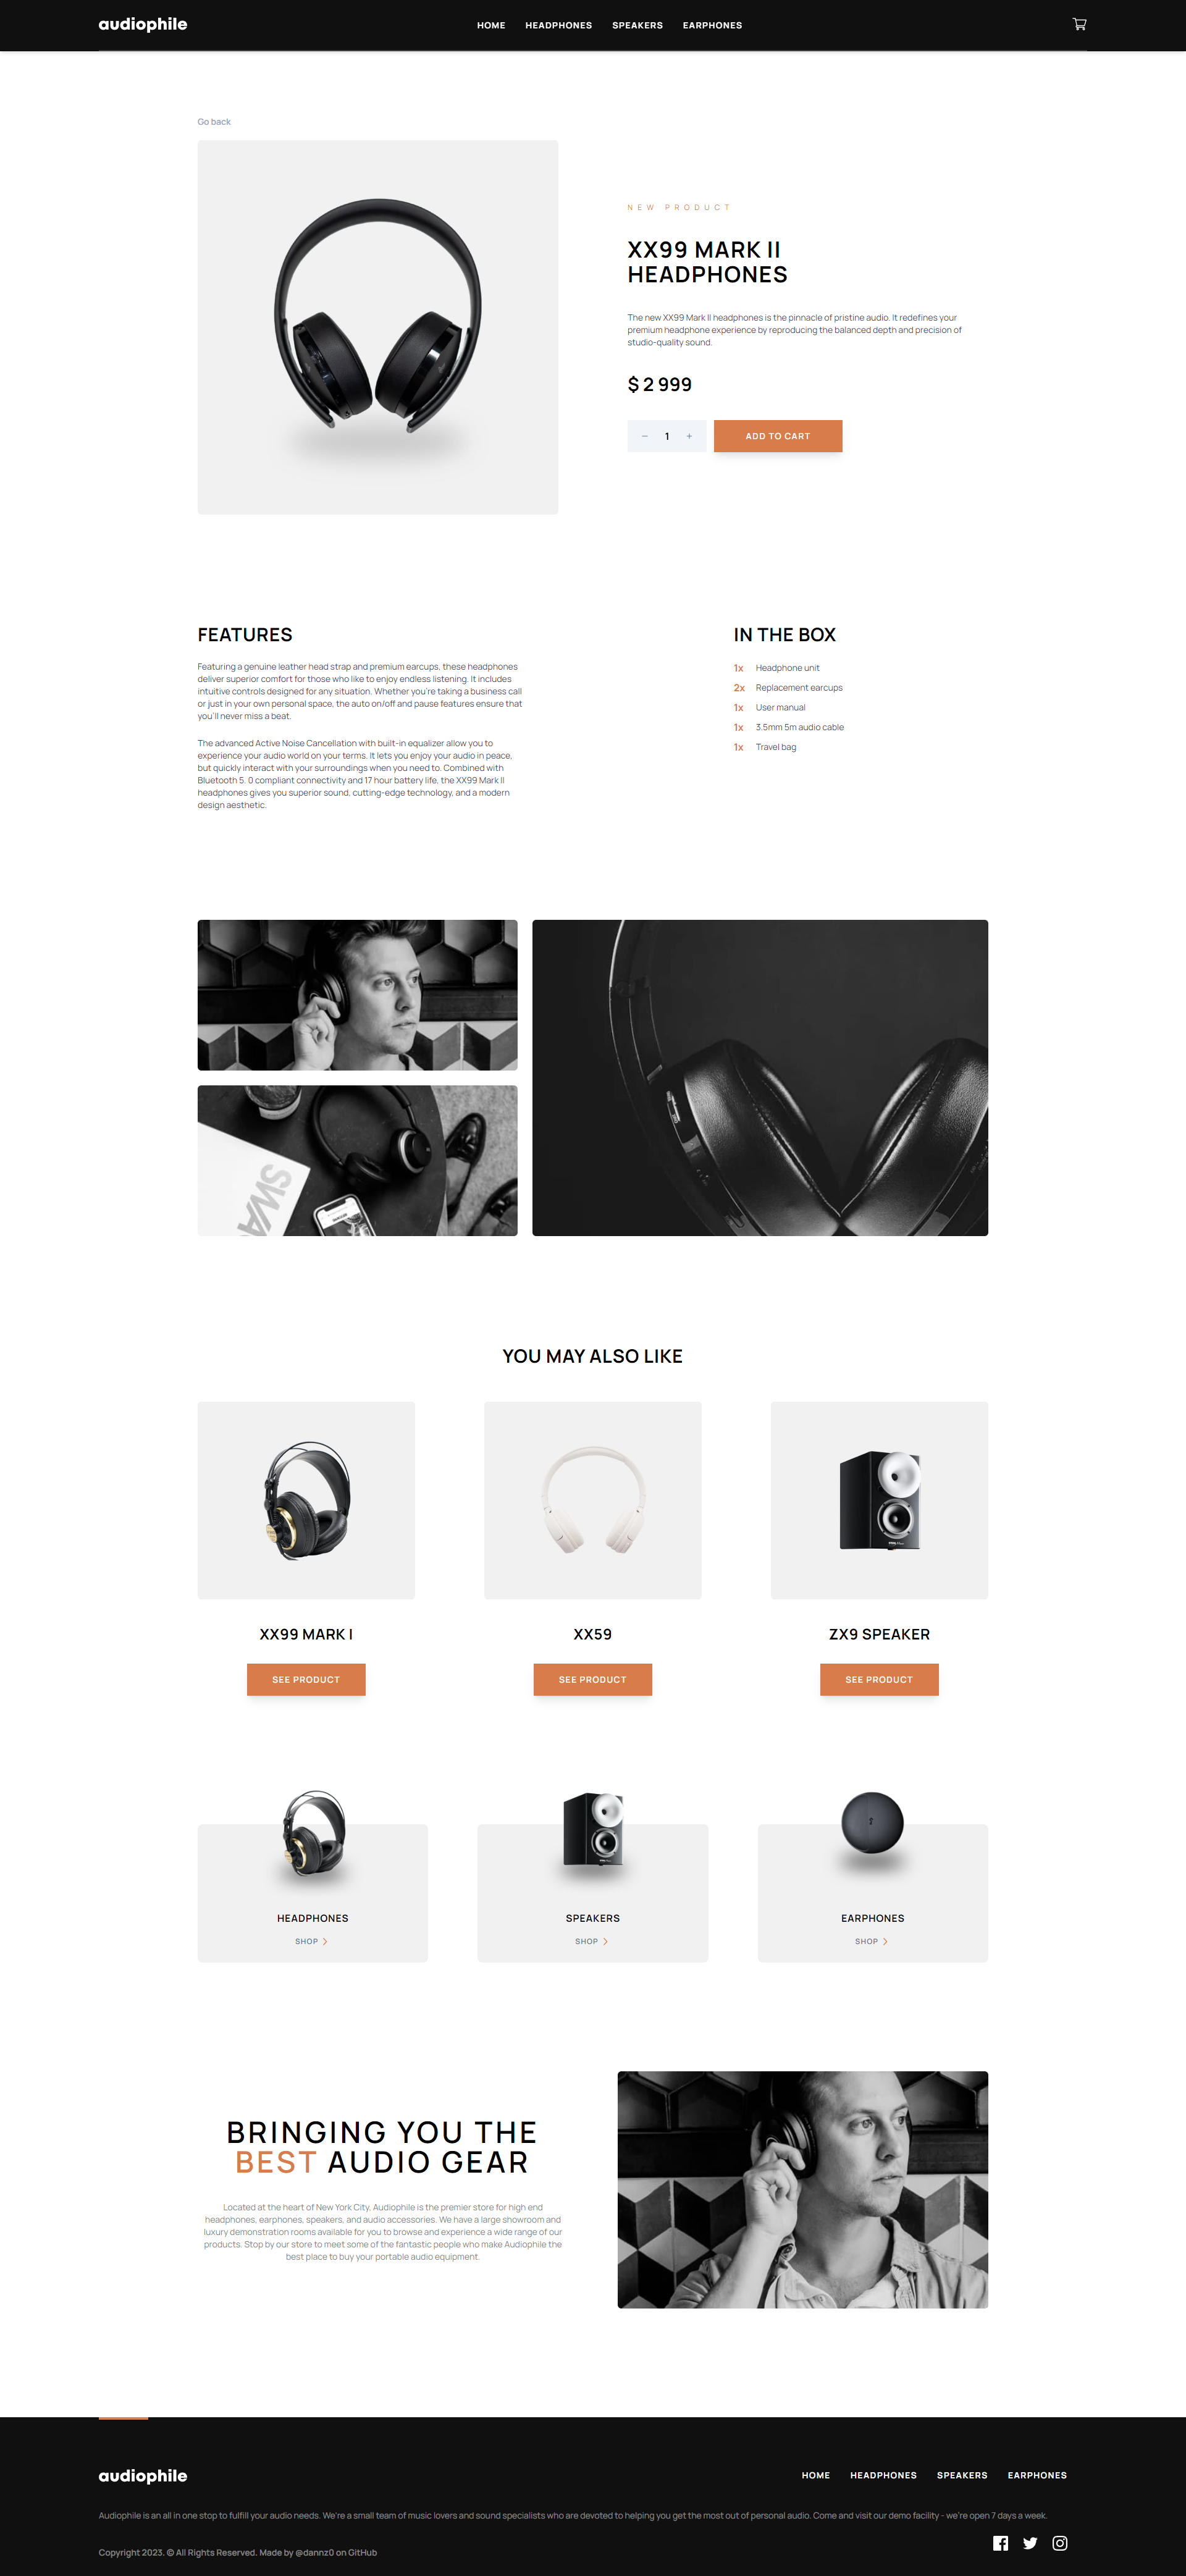 audiophile
HOME HEADPHONES SPEAKERS EARPHONES
Go back
NEW PRODUCT
XX99 MARK II
HEADPHONES
The new XX99 Mark II headphones is the pinnacle of pristine audio. It redefines your
premium headphone experience by reproducing the balanced depth and precision of
studio-quality sound.
$ 2 999
− 1 +
ADD TO CART
FEATURES
Featuring a genuine leather head strap and premium earcups, these headphones
deliver superior comfort for those who like to enjoy endless listening. It includes
intuitive controls designed for any situation. Whether you're taking a business call
or just in your own personal space, the auto on/off and pause features ensure that
you'll never miss a beat.
The advanced Active Noise Cancellation with built-in equalizer allow you to
experience your audio world on your terms. It lets you enjoy your audio in peace,
but quickly interact with your surroundings when you need to. Combined with
Bluetooth 5. 0 compliant connectivity and 17 hour battery life, the XX99 Mark II
headphones gives you superior sound, cutting-edge technology, and a modern
design aesthetic.
IN THE BOX
1x Headphone unit
2x Replacement earcups
1x User manual
1x 3.5mm 5m audio cable
1x Travel bag
SWA
YOU MAY ALSO LIKE
XX99 MARK I
SEE PRODUCT
XX59
SEE PRODUCT
ZX9 SPEAKER
SEE PRODUCT
HEADPHONES
SHOP
SPEAKERS
SHOP
EARPHONES
SHOP
BRINGING YOU THE
BEST AUDIO GEAR
Located at the heart of New York City, Audiophile is the premier store for high end
headphones, earphones, speakers, and audio accessories. We have a large showroom and
luxury demonstration rooms available for you to browse and experience a wide range of our
products. Stop by our store to meet some of the fantastic people who make Audiophile the
best place to buy your portable audio equipment.
audiophile
HOME HEADPHONES SPEAKERS EARPHONES
Audiophile is an all in one stop to fulfill your audio needs. We're a small team of music lovers and sound specialists who are devoted to helping you get the most out of personal audio. Come and visit our demo facility - we're open 7 days a week.
Copyright 2023. © All Rights Reserved. Made by @dannz0 on GitHub